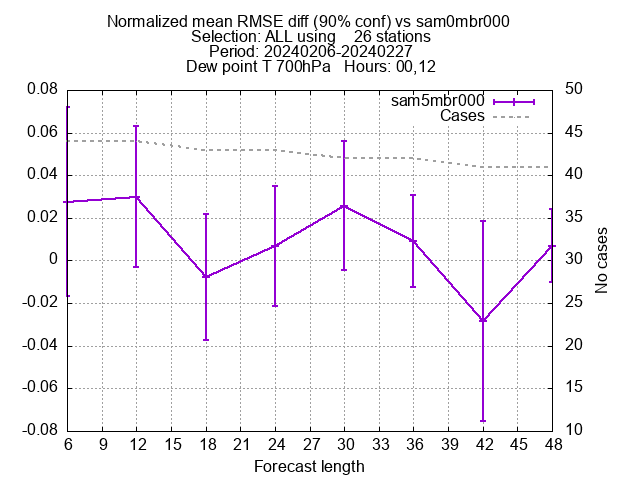 Normalized mean RMSE diff (90% conf) vs sam0mbr000
Selection: ALL using    26 stations
Period: 20240206-20240227
Dew point T 700hPa   Hours: 00,12
sam5mbr000
Cases
0.08
0.06
0.04
0.02
0
-0.02
-0.04
-0.06
-0.08
50
45
40
35
30
25
20
15
10
No cases
6 9 12 15 18 21 24 27 30 33 36 39 42 45 48
Forecast length